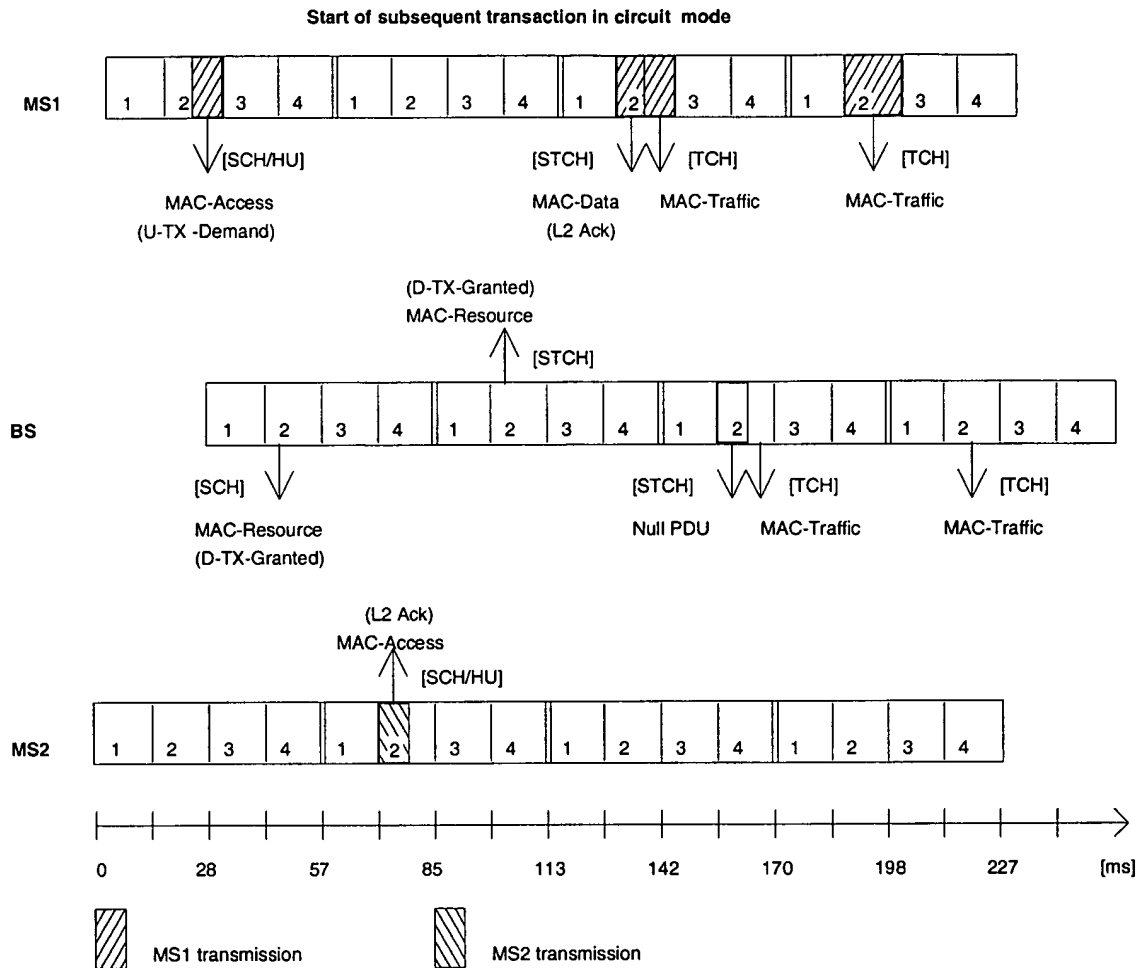 Start of subsequent transaction in circuit mode
MS1
1 2 3 4 1 2 3 4 1 2 3 4 1 2 3 4
[SCH/HU]
MAC-Access
(U-TX -Demand)
[STCH]
MAC-Data
(L2 Ack)
[TCH]
MAC-Traffic
[TCH]
MAC-Traffic
(D-TX-Granted)
MAC-Resource
[STCH]
BS
1 2 3 4 1 2 3 4 1 2 3 4 1 2 3 4
[SCH]
MAC-Resource
(D-TX-Granted)
[STCH]
Null PDU
[TCH]
MAC-Traffic
[TCH]
MAC-Traffic
(L2 Ack)
MAC-Access
[SCH/HU]
MS2
1 2 3 4 1 2 3 4 1 2 3 4 1 2 3 4
0 28 57 85 113 142 170 198 227 [ms]
MS1 transmission
MS2 transmission